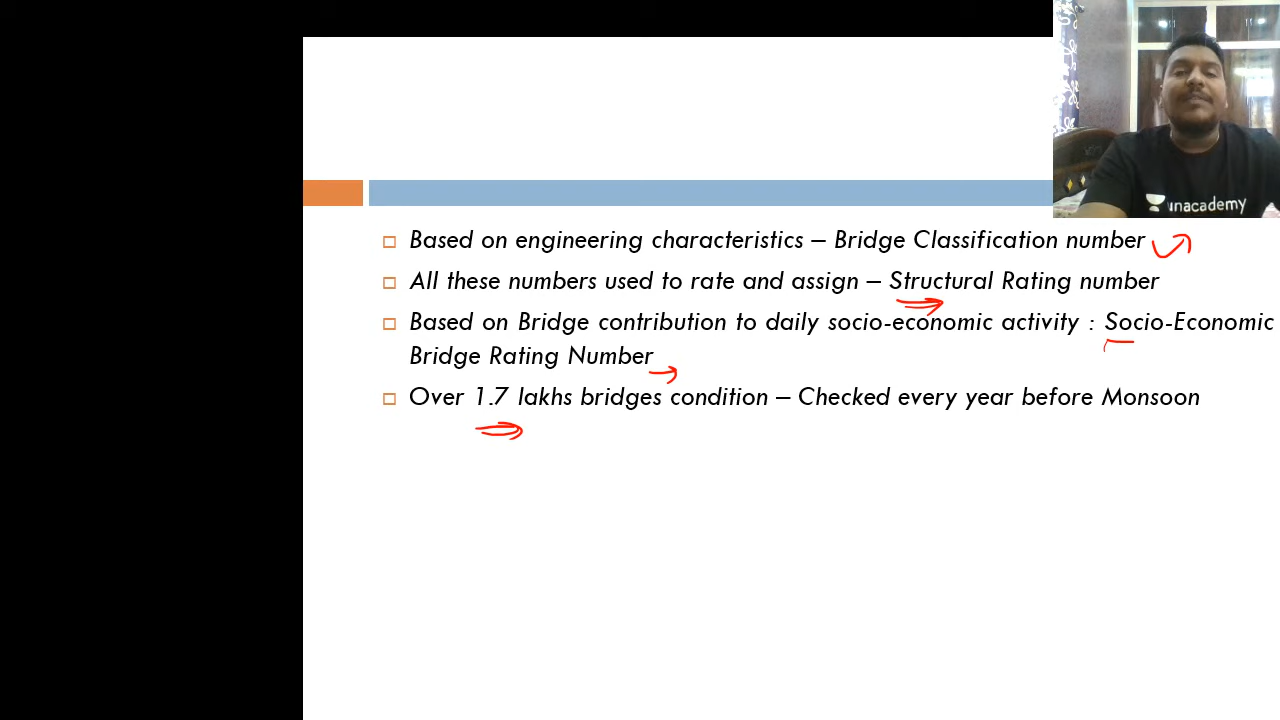 unacademy
Based on engineering characteristics – Bridge Classification number
All these numbers used to rate and assign – Structural Rating number
Based on Bridge contribution to daily socio-economic activity : Socio-Economic
Bridge Rating Number
Over 1.7 lakhs bridges condition – Checked every year before Monsoon